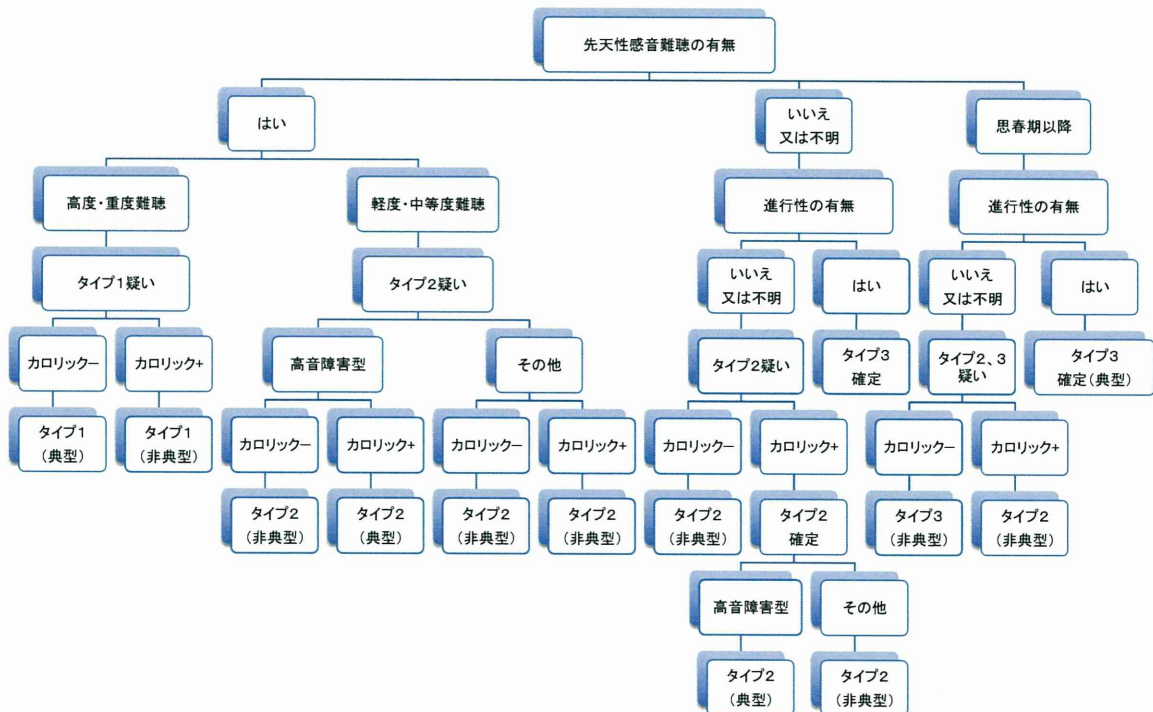 先天性感音難聴の有無
はい
いいえ
又は不明
思春期以降
高度・重度難聴
軽度・中等度難聴
進行性の有無
進行性の有無
タイプ1疑い
タイプ2疑い
いいえ
又は不明
はい
いいえ
又は不明
はい
カロリックー
カロリック+
高音障害型
その他
タイプ2疑い
タイプ3
確定
タイプ2、3
疑い
タイプ3
確定(典型)
タイプ1
(典型)
タイプ1
(非典型)
カロリックー
カロリック+
カロリックー
カロリック+
カロリックー
カロリック+
カロリックー
カロリック+
タイプ2
(非典型)
タイプ2
(典型)
タイプ2
(非典型)
タイプ2
(非典型)
タイプ2
(非典型)
タイプ2
確定
タイプ3
(非典型)
タイプ2
(非典型)
高音障害型
その他
タイプ2
(典型)
タイプ2
(非典型)